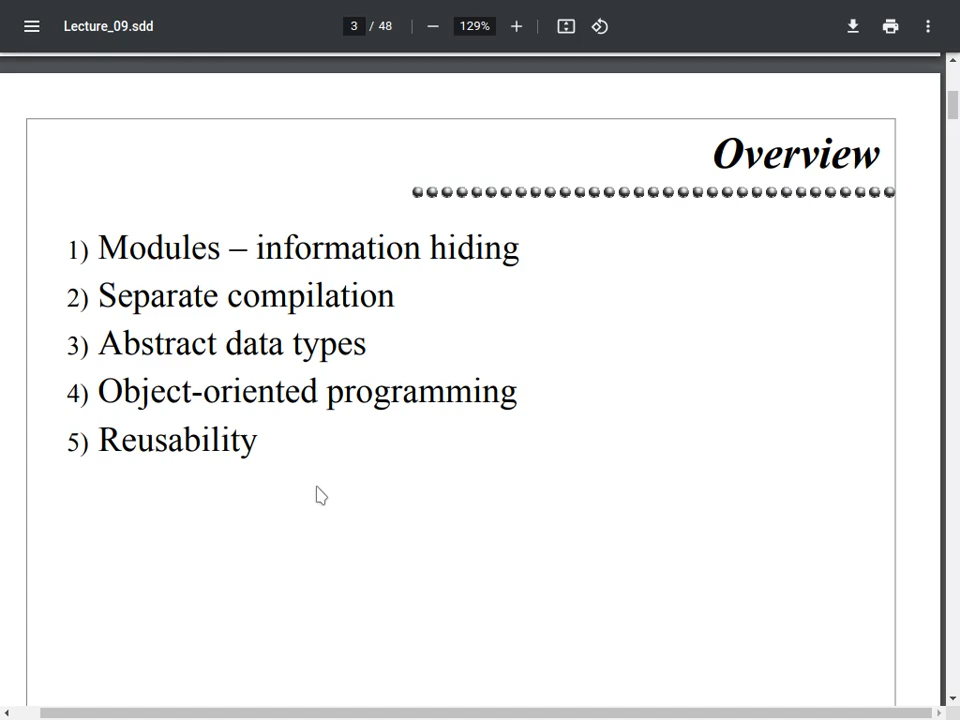 Lecture_09.sdd 3 / 48 129%
Overview
1) Modules – information hiding
2) Separate compilation
3) Abstract data types
4) Object-oriented programming
5) Reusability